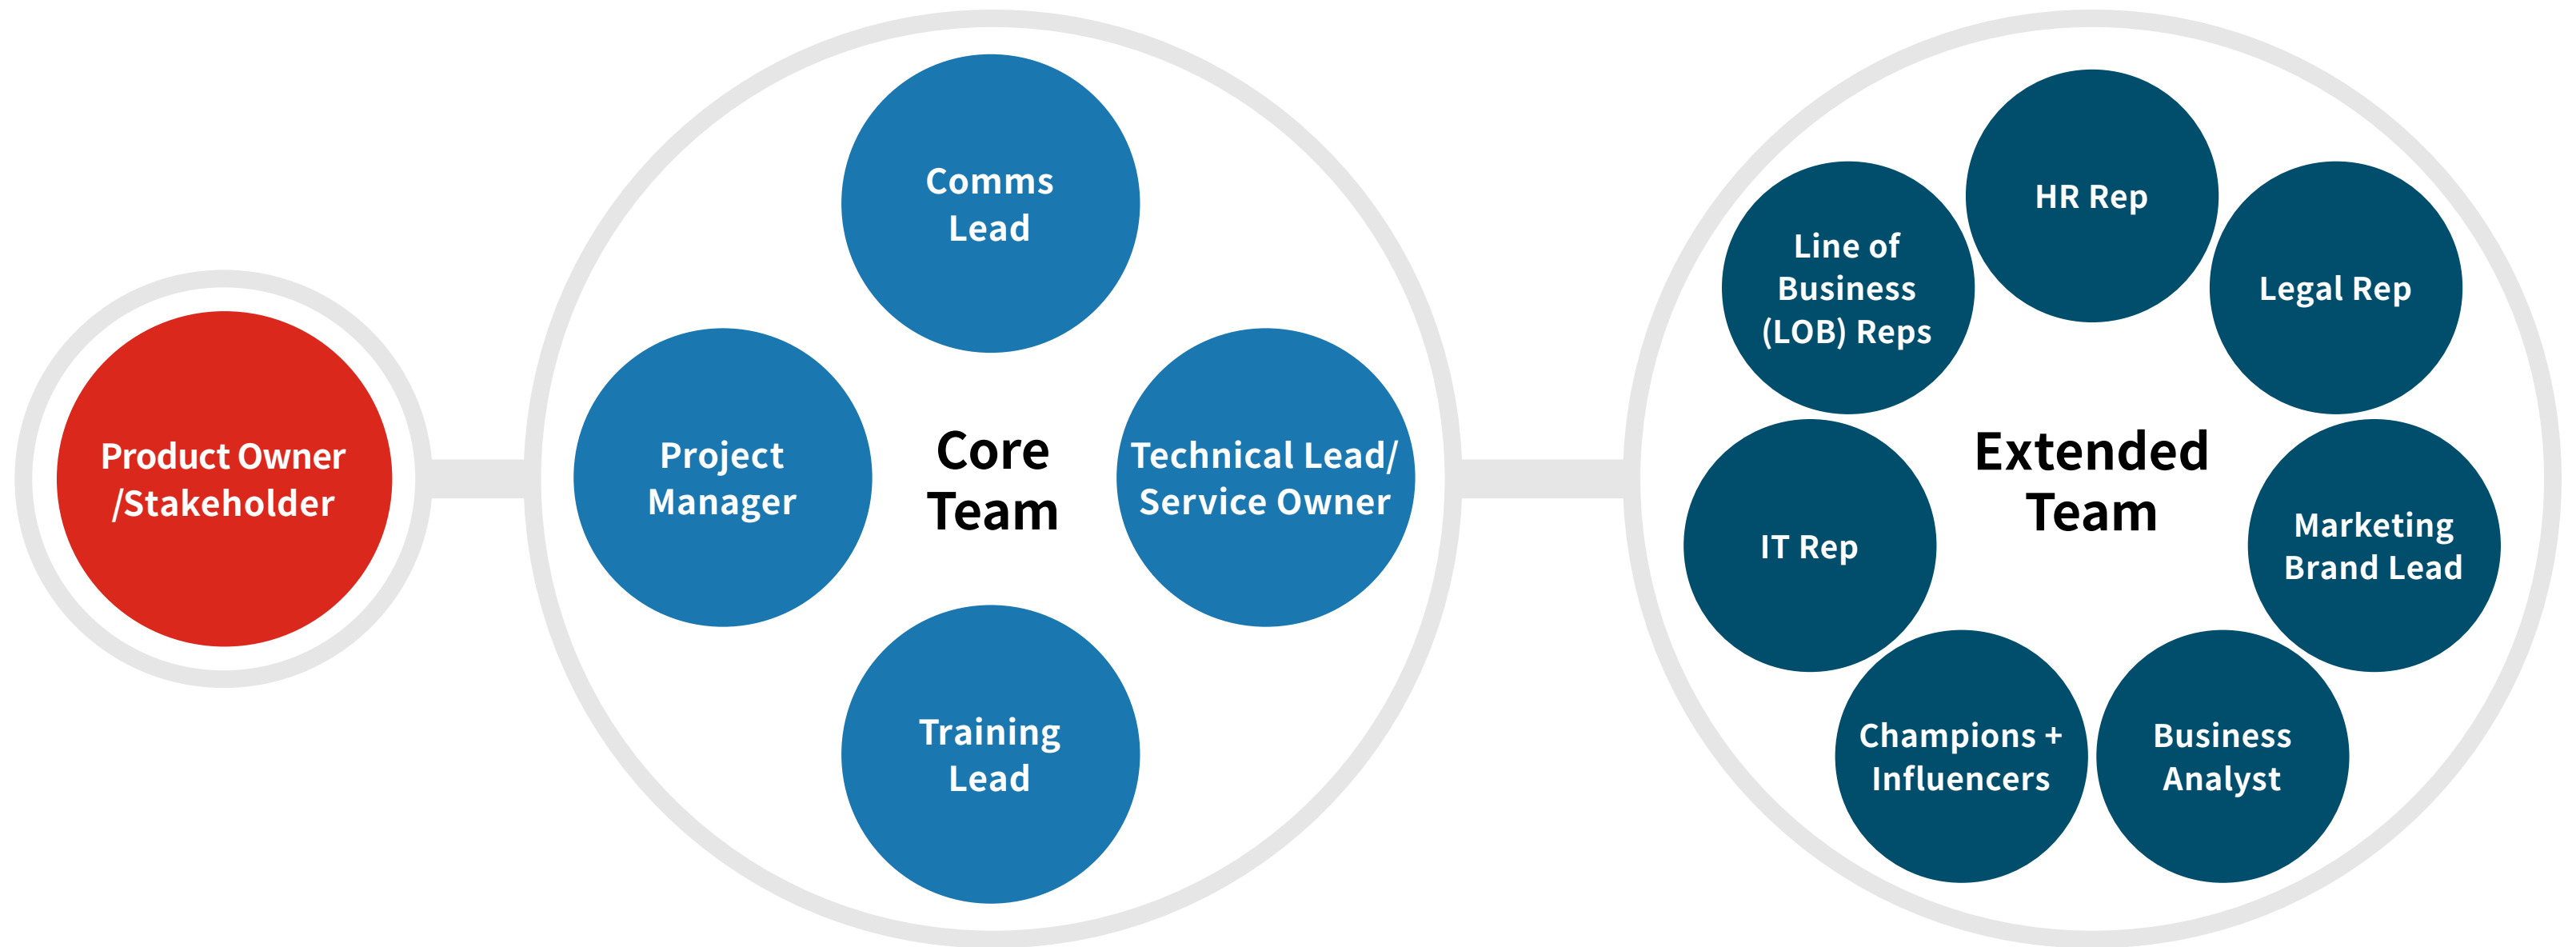 Product Owner
/Stakeholder
Comms
Lead
Project
Manager
Core
Team
Technical Lead/
Service Owner
Training
Lead
HR Rep
Line of
Business
(LOB) Reps
Legal Rep
Extended
Team
IT Rep
Marketing
Brand Lead
Champions +
Influencers
Business
Analyst